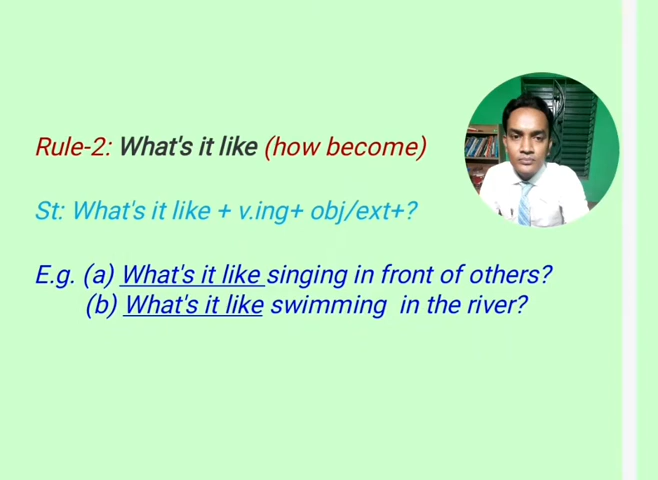 Rule-2: What's it like (how become)
St: What's it like + v.ing+ obj/ext+?
E.g. (a) What's it like singing in front of others?
(b) What's it like swimming in the river?